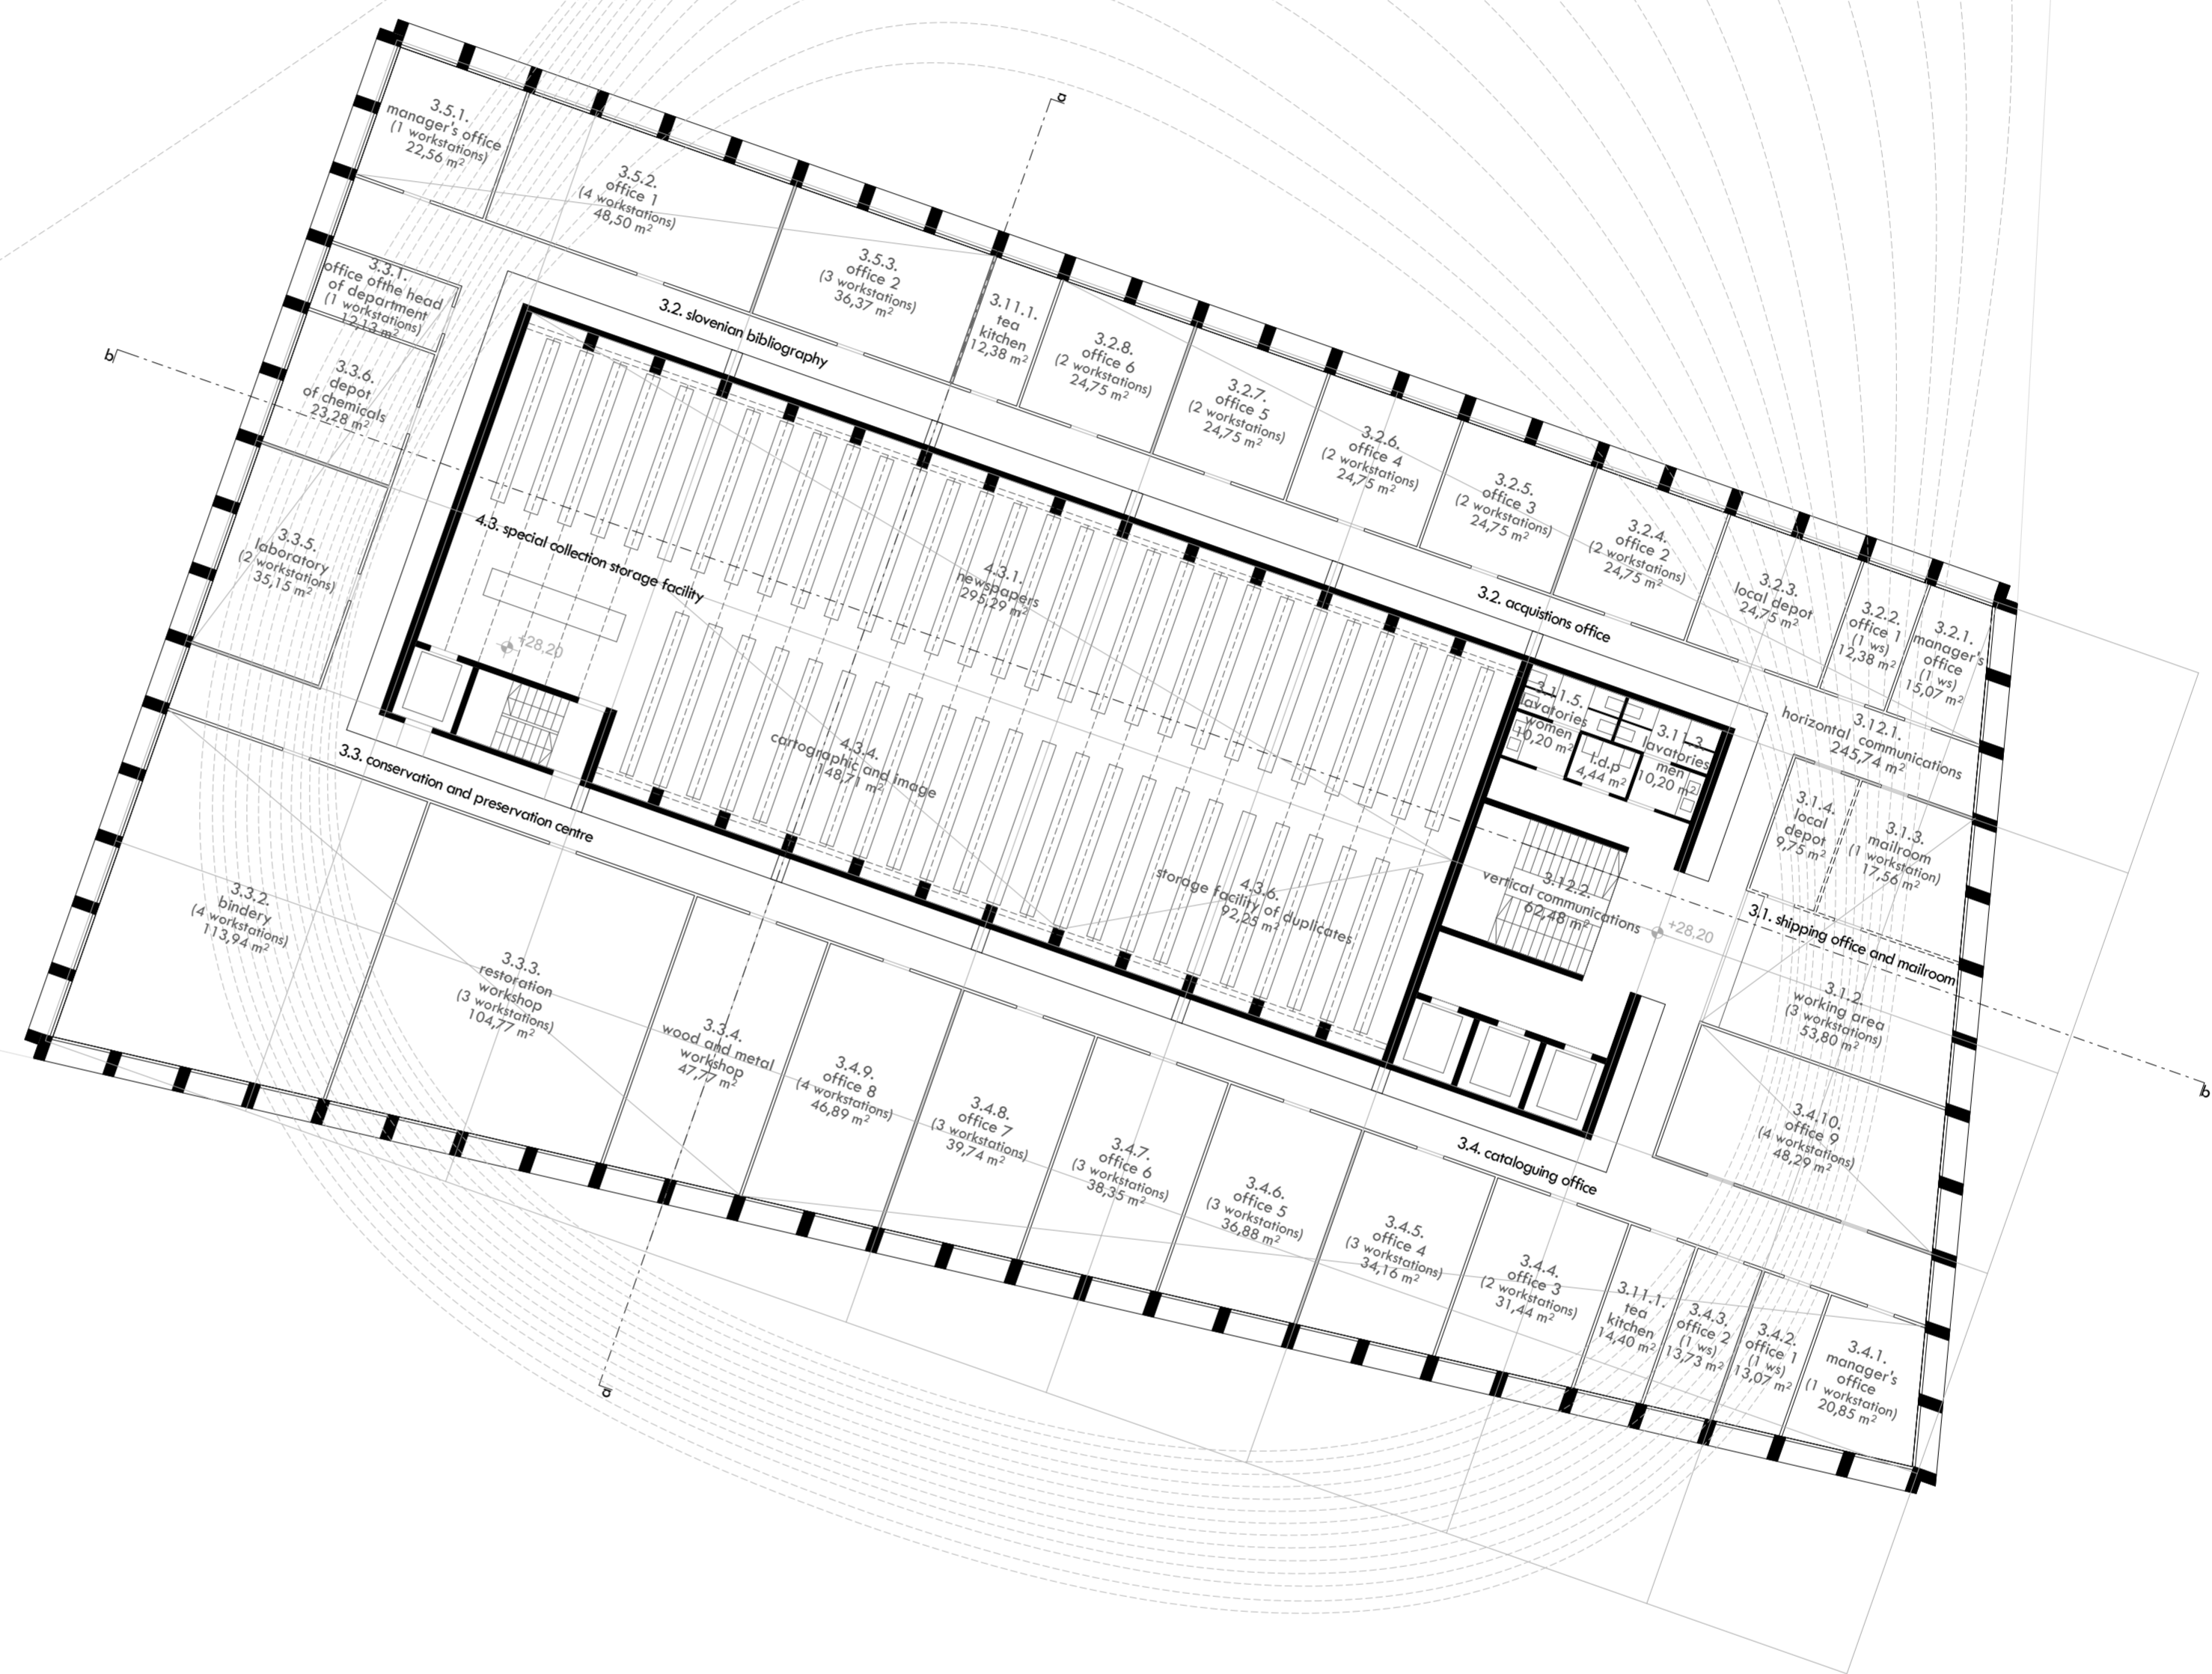 a
3.5.1.
manager's office
(1 workstations)
22,56 m²
3.5.2.
office 1
(4 workstations)
48,50 m²
3.5.3.
office 2
(3 workstations)
36,37 m²
3.11.1.
tea
kitchen
12,38 m²
3.2.8.
office 6
(2 workstations)
24,75 m²
3.2.7.
office 5
(2 workstations)
24,75 m²
3.2.6.
office 4
(2 workstations)
24,75 m²
3.2.5.
office 3
(2 workstations)
24,75 m²
3.2.4.
office 2
(2 workstations)
24,75 m²
3.2.3.
local depot
24,75 m²
3.2.2.
office 1
(1 ws)
12,38 m²
3.2.1.
manager's
office
(1 ws)
15,07 m²
3.2. slovenian bibliography
3.2. acquistions office
3.12.1.
horizontal communications
245,74 m²
b
3.3.1.
office ofthe head
of department
(1 workstations)
12,13 m²
3.3.6.
depot
of chemicals
23,28 m²
3.3.5.
laboratory
(2 workstations)
35,15 m²
4.3. special collection storage facility
+28,20
4.3.1.
newspapers
295,29 m²
4.3.4.
cartographic and image
148,71 m²
4.3.6.
storage facility of duplicates
92,25 m²
3.11.5.
lavatories
women
10,20 m²
3.11.3.
lavatories
men
10,20 m²
t.d.p
4,44 m²
3.12.2.
vertical communications
62,48 m²
+28,20
3.1.4.
local
depot
9,75 m²
3.1.3.
mailroom
(1 workstation)
17,56 m²
3.1. shipping office and mailroom
3.1.2.
working area
(3 workstations)
53,80 m²
b
3.4.10.
office 9
(4 workstations)
48,29 m²
3.3. conservation and preservation centre
3.4. cataloguing office
3.3.2.
bindery
(4 workstations)
113,94 m²
3.3.3.
restoration
workshop
(3 workstations)
104,77 m²
3.3.4.
wood and metal
workshop
47,77 m²
3.4.9.
office 8
(4 workstations)
46,89 m²
3.4.8.
office 7
(3 workstations)
39,74 m²
3.4.7.
office 6
(3 workstations)
38,35 m²
3.4.6.
office 5
(3 workstations)
36,88 m²
3.4.5.
office 4
(3 workstations)
34,16 m²
3.4.4.
office 3
(2 workstations)
31,44 m²
3.11.1.
tea
kitchen
14,40 m²
3.4.3.
office 2
(1 ws)
13,73 m²
3.4.2.
office 1
(1 ws)
13,07 m²
3.4.1.
manager's
office
(1 workstation)
20,85 m²
a